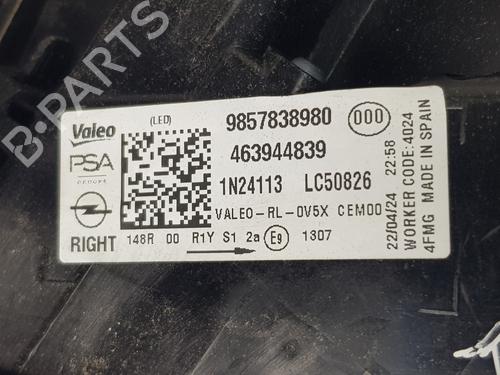 Valeo
PSA
GROUPE
RIGHT
(LED)
9857838980 000
463944839
1N24113 LC50826
VALEO-RL-0V5X CEM00
148R 00 R1Y S1 2a E9 1307
22/04/24 22:58
WORKER CODE: 4024
4FMG MADE IN SPAIN
B-PARTS